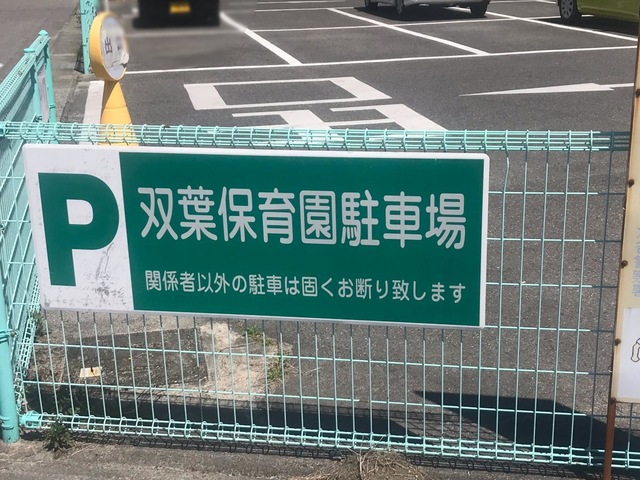 P
双葉保育園駐車場
関係者以外の駐車は固くお断り致します